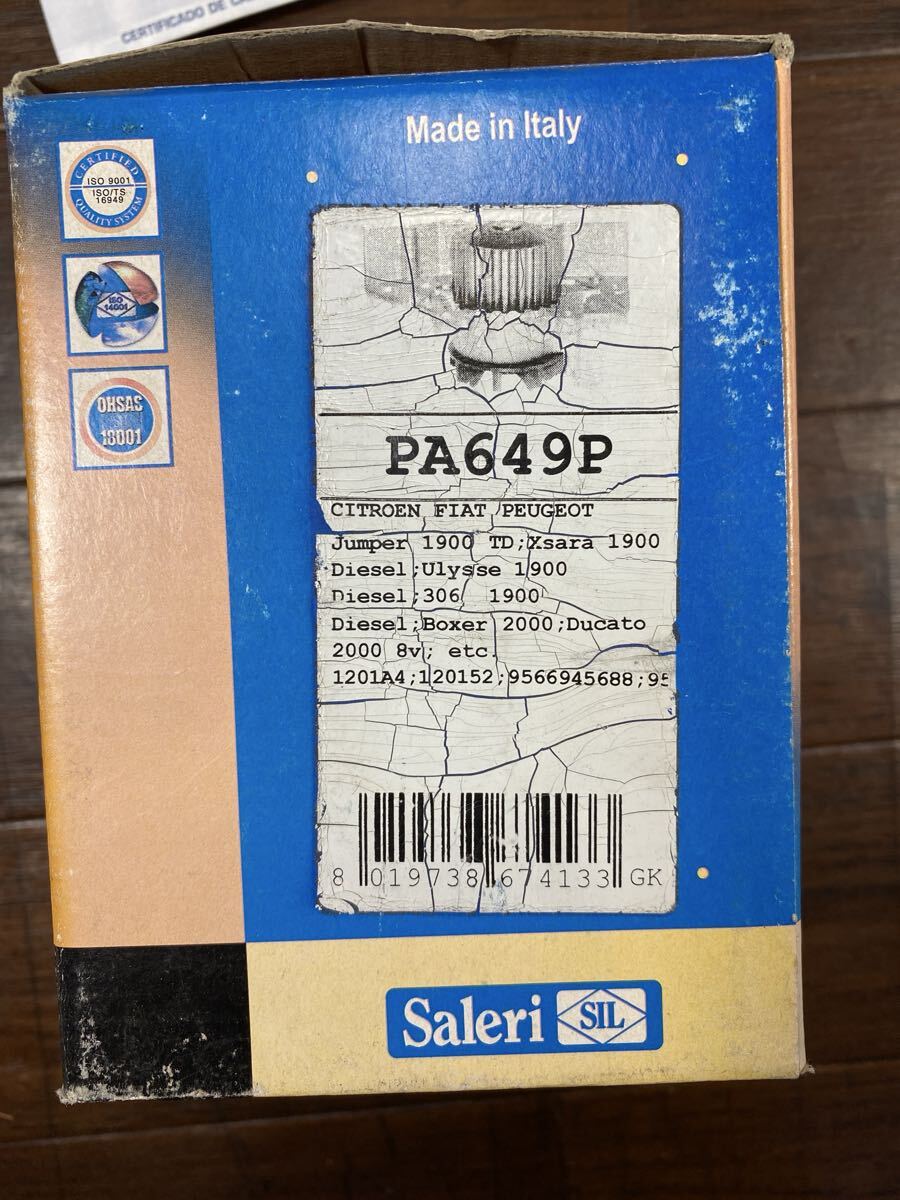 CERTIFICADO DE
Made in Italy
CERTIFIED
ISO 9001
ISO/TS
16949
QUALITY SYSTEM
ISO
14001
OHSAS
18001
PA649P
CITROEN FIAT PEUGEOT
Jumper 1900 TD;Xsara 1900
Diesel;Ulysse 1900
Diesel;306 1900
Diesel;Boxer 2000;Ducato
2000 8v; etc.
1201A4;120152;9566945688;95
8 019738 674133 GK
Saleri SIL